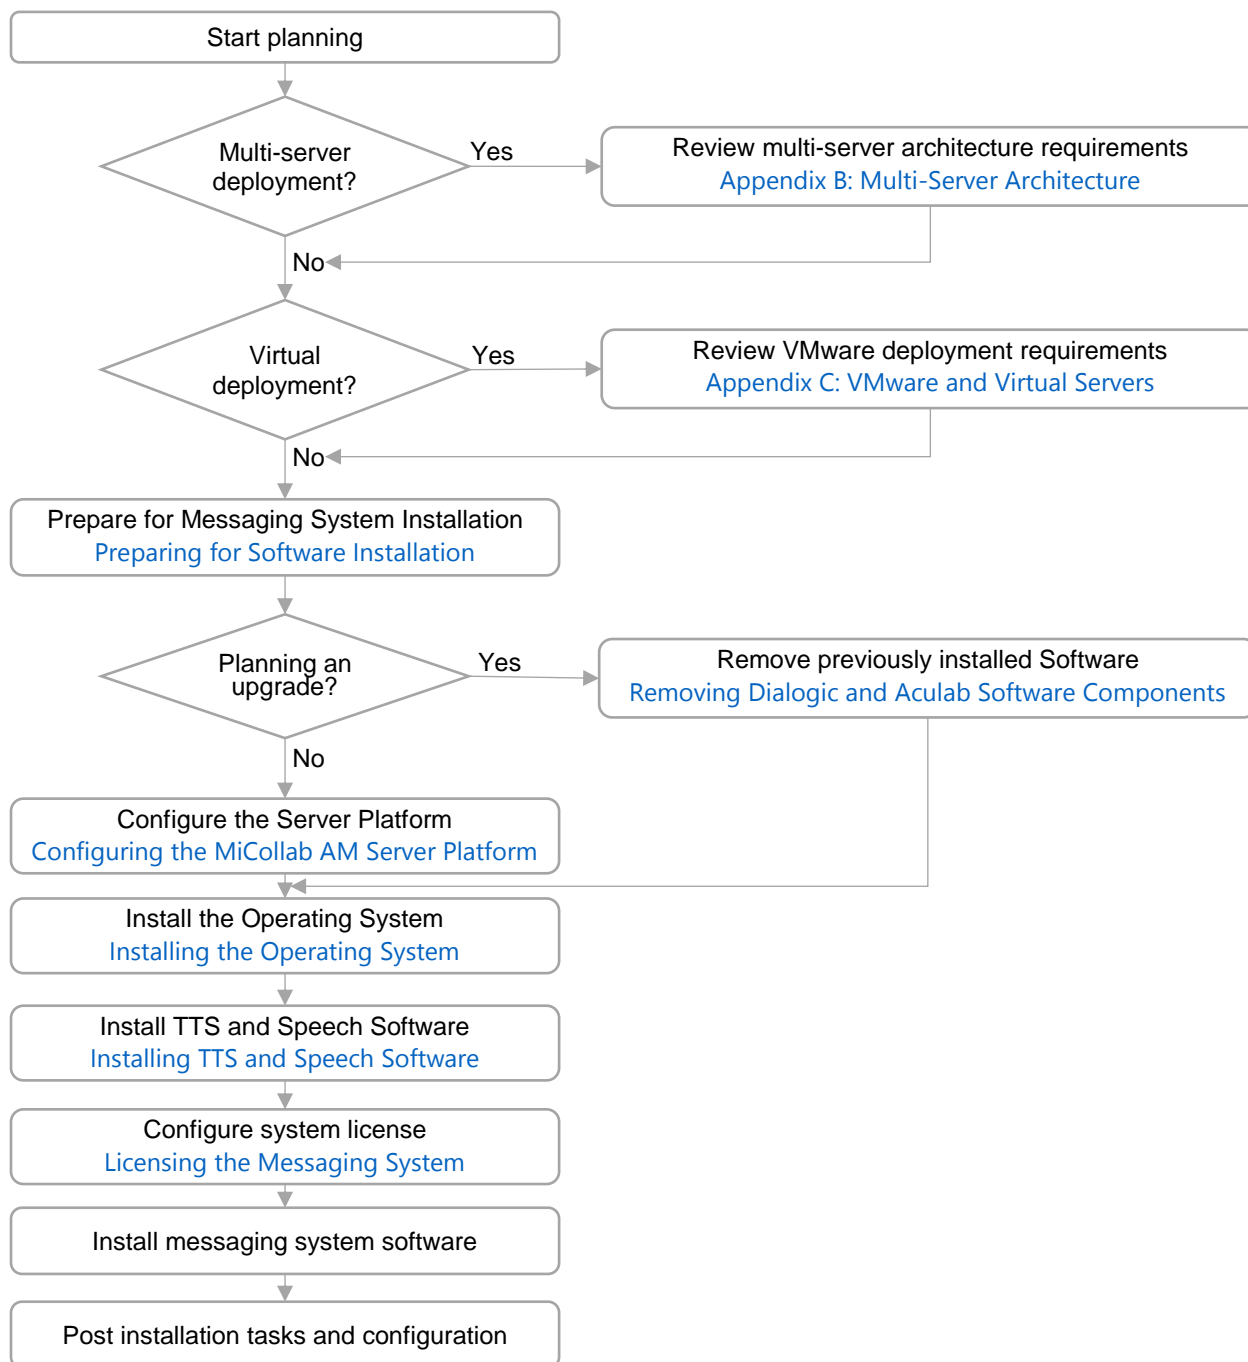 Start planning
Multi-server
deployment?
Yes
Review multi-server architecture requirements
Appendix B: Multi-Server Architecture
No
Virtual
deployment?
Yes
Review VMware deployment requirements
Appendix C: VMware and Virtual Servers
No
Prepare for Messaging System Installation
Preparing for Software Installation
Planning an
upgrade?
Yes
Remove previously installed Software
Removing Dialogic and Aculab Software Components
No
Configure the Server Platform
Configuring the MiCollab AM Server Platform
Install the Operating System
Installing the Operating System
Install TTS and Speech Software
Installing TTS and Speech Software
Configure system license
Licensing the Messaging System
Install messaging system software
Post installation tasks and configuration